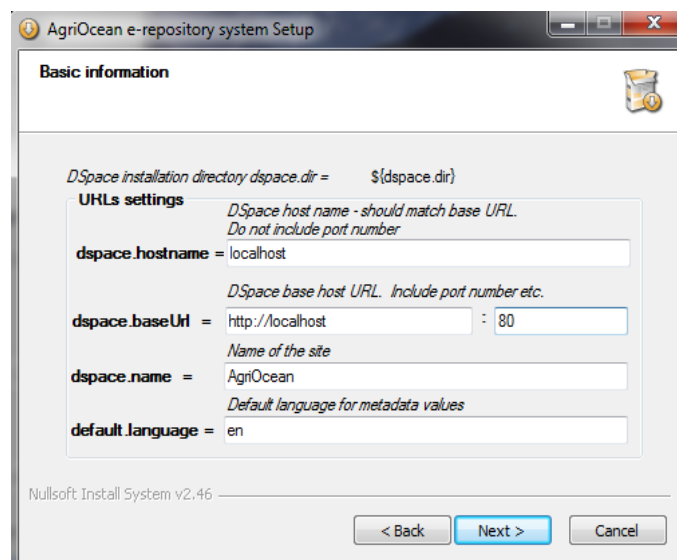 AgriOcean e-repository system Setup
Basic information
DSpace installation directory dspace.dir = ${dspace.dir}
URLs settings
DSpace host name - should match base URL.
Do not include port number
dspace.hostname = localhost
DSpace base host URL. Include port number etc.
dspace.baseUrl = http://localhost : 80
Name of the site
dspace.name = AgriOcean
Default language for metadata values
default.language = en
Nullsoft Install System v2.46
< Back Next > Cancel